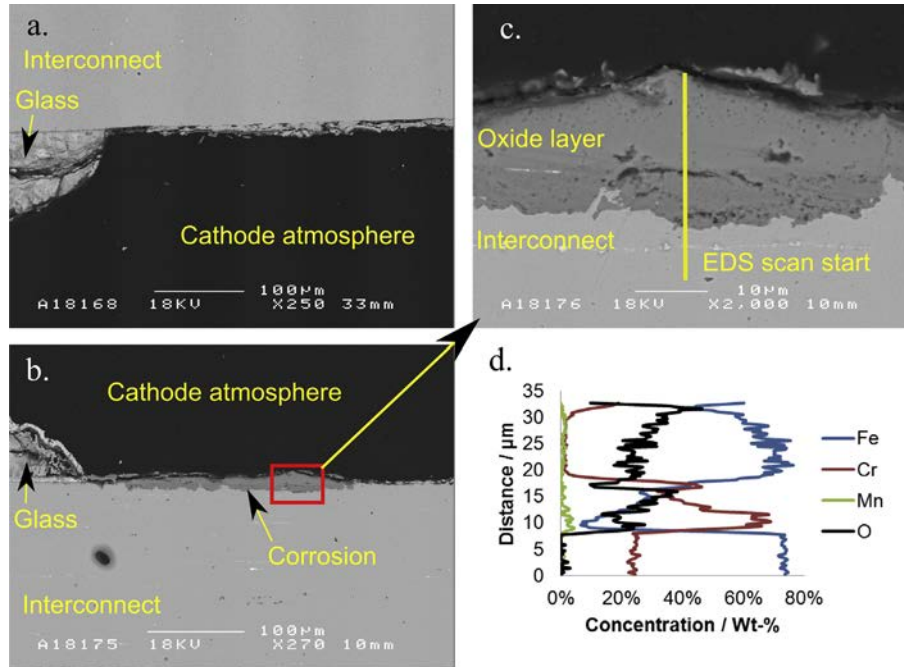 a.
Interconnect
Glass
Cathode atmosphere
100µm
A18168 18KV X250 33mm
b.
Cathode atmosphere
Glass
Corrosion
Interconnect
100µm
A18175 18KV X270 10mm
c.
Oxide layer
Interconnect
EDS scan start
10µm
A18176 18KV X2,000 10mm
d.
Distance / µm
35
30
25
20
15
10
5
0
0% 20% 40% 60% 80%
Concentration / Wt-%
Fe
Cr
Mn
O